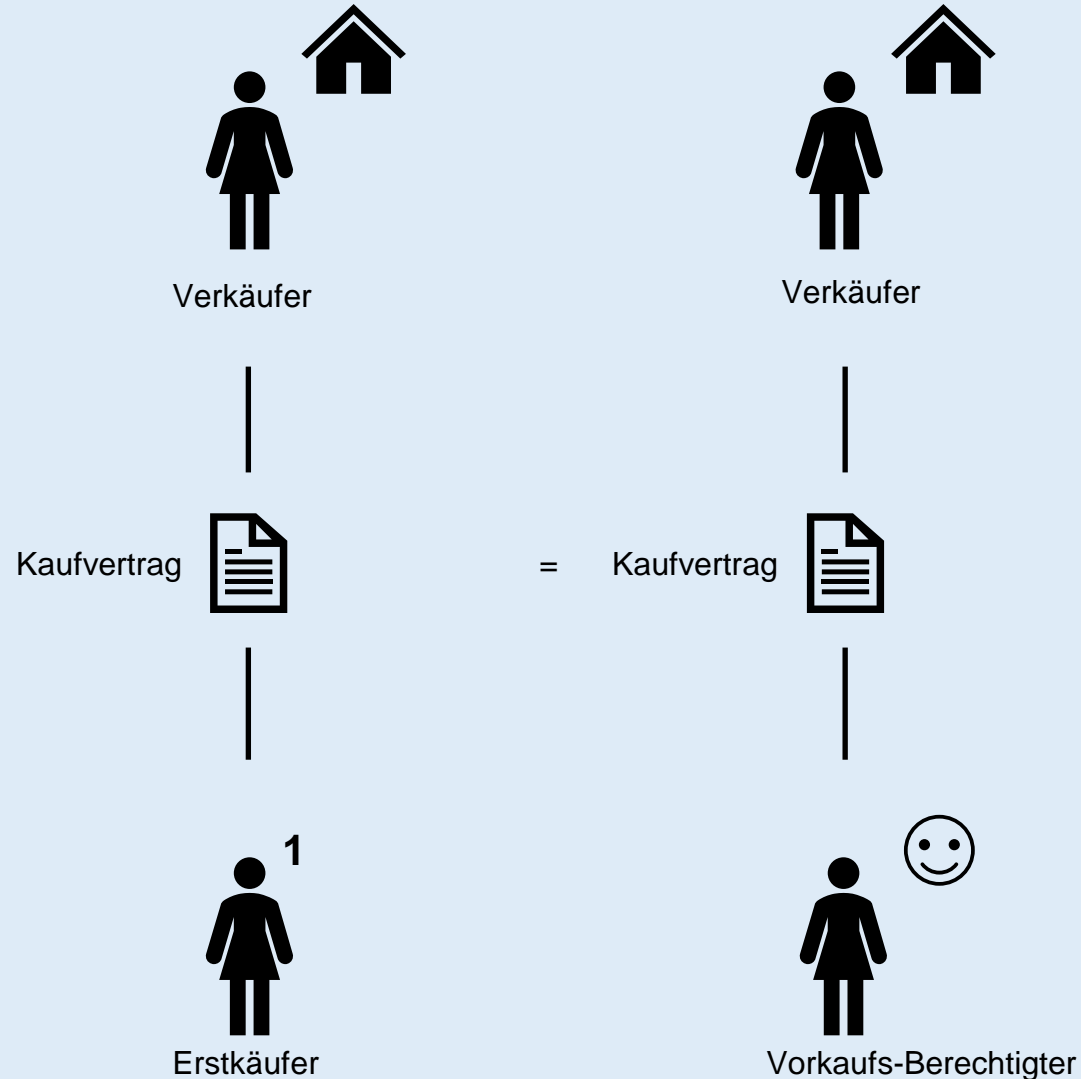 Verkäufer
Verkäufer
Kaufvertrag = Kaufvertrag
1
Erstkäufer
Vorkaufs-Berechtigter